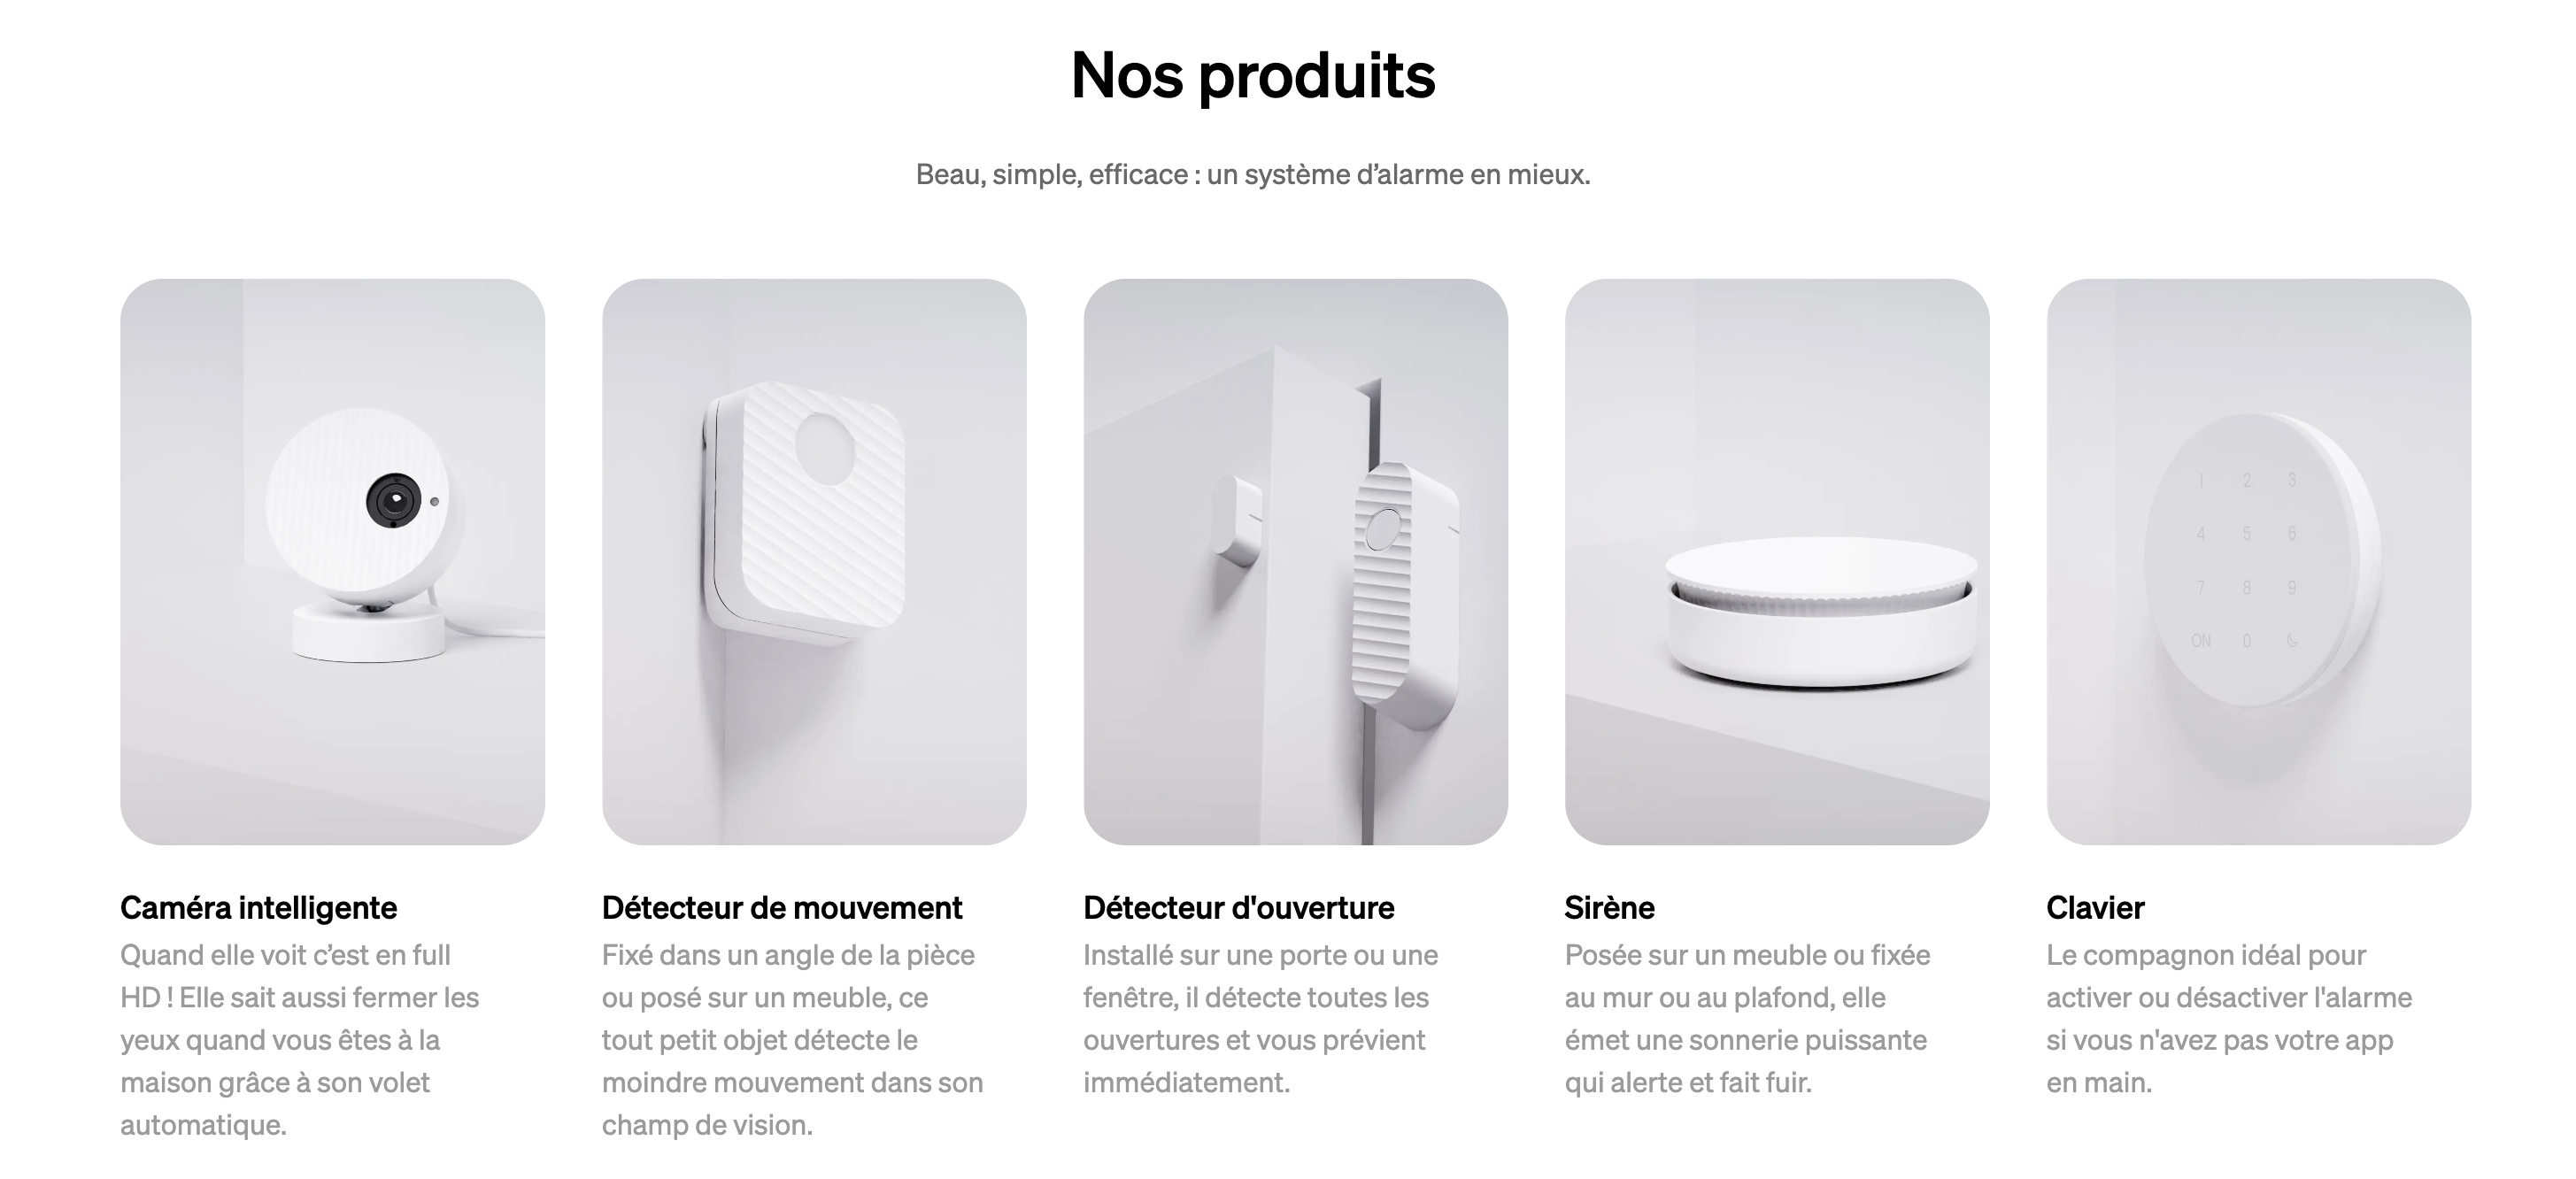 Nos produits
Beau, simple, efficace : un système d’alarme en mieux.
1 2 3
4 5 6
7 8 9
ON 0
Caméra intelligente
Quand elle voit c’est en full
HD ! Elle sait aussi fermer les
yeux quand vous êtes à la
maison grâce à son volet
automatique.
Détecteur de mouvement
Fixé dans un angle de la pièce
ou posé sur un meuble, ce
tout petit objet détecte le
moindre mouvement dans son
champ de vision.
Détecteur d'ouverture
Installé sur une porte ou une
fenêtre, il détecte toutes les
ouvertures et vous prévient
immédiatement.
Sirène
Posée sur un meuble ou fixée
au mur ou au plafond, elle
émet une sonnerie puissante
qui alerte et fait fuir.
Clavier
Le compagnon idéal pour
activer ou désactiver l'alarme
si vous n'avez pas votre app
en main.